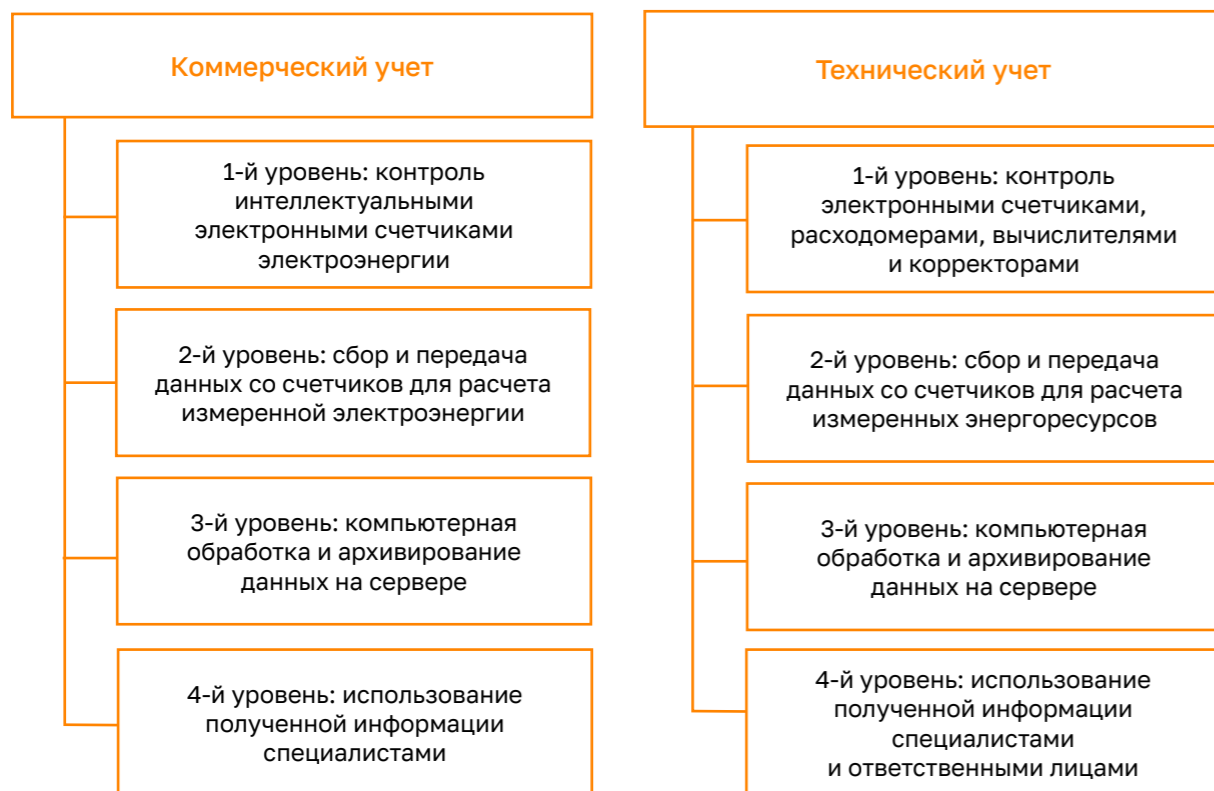 Коммерческий учет
1-й уровень: контроль
интеллектуальными
электронными счетчиками
электроэнергии
2-й уровень: сбор и передача
данных со счетчиков для расчета
измеренной электроэнергии
3-й уровень: компьютерная
обработка и архивирование
данных на сервере
4-й уровень: использование
полученной информации
специалистами
Технический учет
1-й уровень: контроль
электронными счетчиками,
расходомерами, вычислителями
и корректорами
2-й уровень: сбор и передача
данных со счетчиков для расчета
измеренных энергоресурсов
3-й уровень: компьютерная
обработка и архивирование
данных на сервере
4-й уровень: использование
полученной информации
специалистами
и ответственными лицами